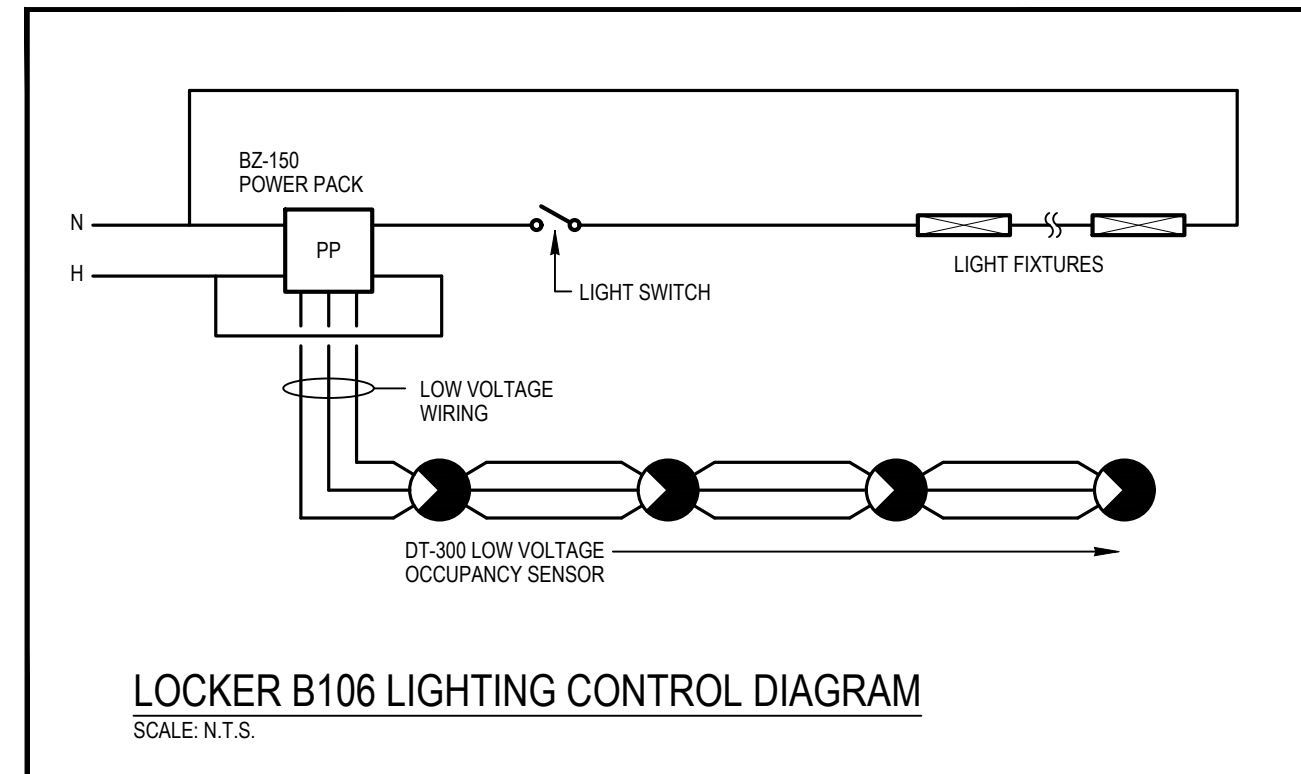 BZ-150
POWER PACK
N
PP
H
LIGHT SWITCH
LIGHT FIXTURES
LOW VOLTAGE
WIRING
DT-300 LOW VOLTAGE
OCCUPANCY SENSOR
LOCKER B106 LIGHTING CONTROL DIAGRAM
SCALE: N.T.S.